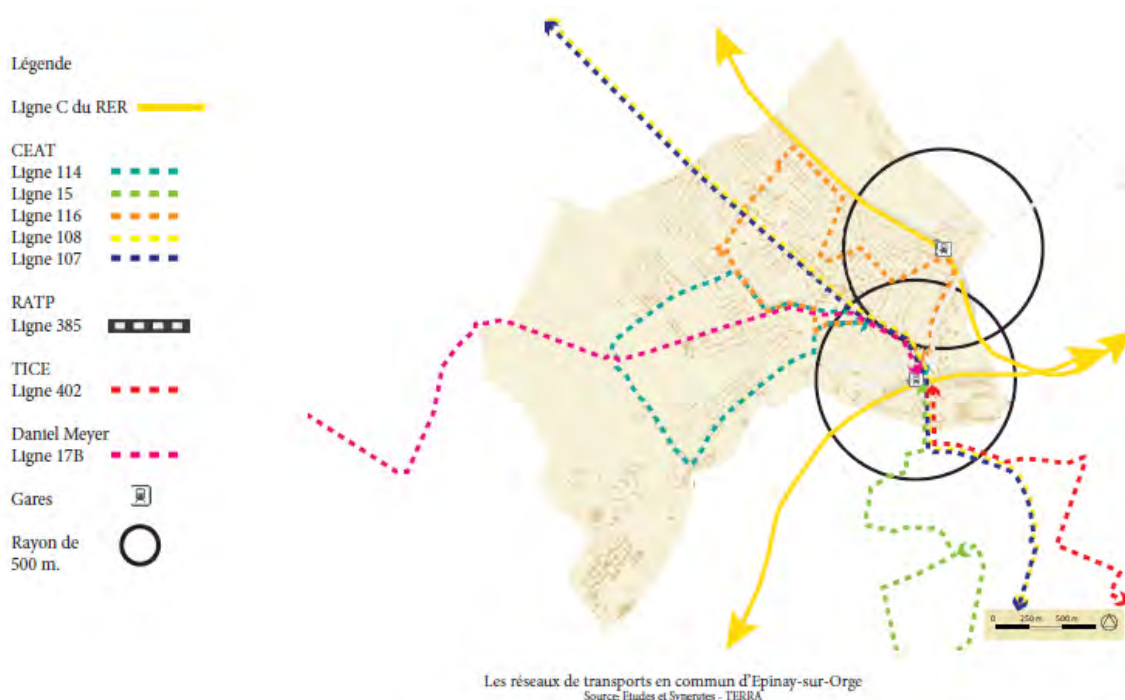 Légende
Ligne C du RER
CEAT
Ligne 114
Ligne 15
Ligne 116
Ligne 108
Ligne 107
RATP
Ligne 385
TICE
Ligne 402
Daniel Meyer
Ligne 17B
Gares
Rayon de
500 m.
0 250 m 500 m
Les réseaux de transports en commun d'Epinay-sur-Orge
Source: Etudes et Synergies - TERRA